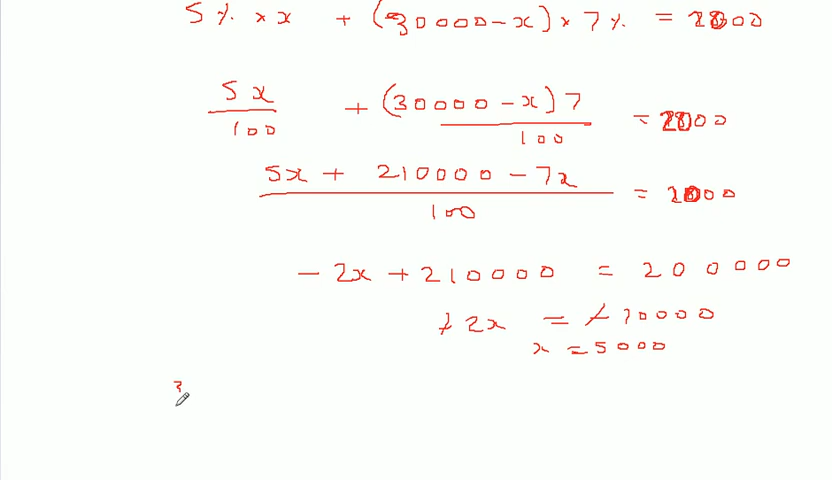 5 % × x + (30000 - x) × 7 % = 2000
5x/100 + (30000 - x) 7/100 = 2000
5x + 210000 - 7x/100 = 2000
- 2x + 210000 = 200000
+ 2x = - 10000
x = 5000
3